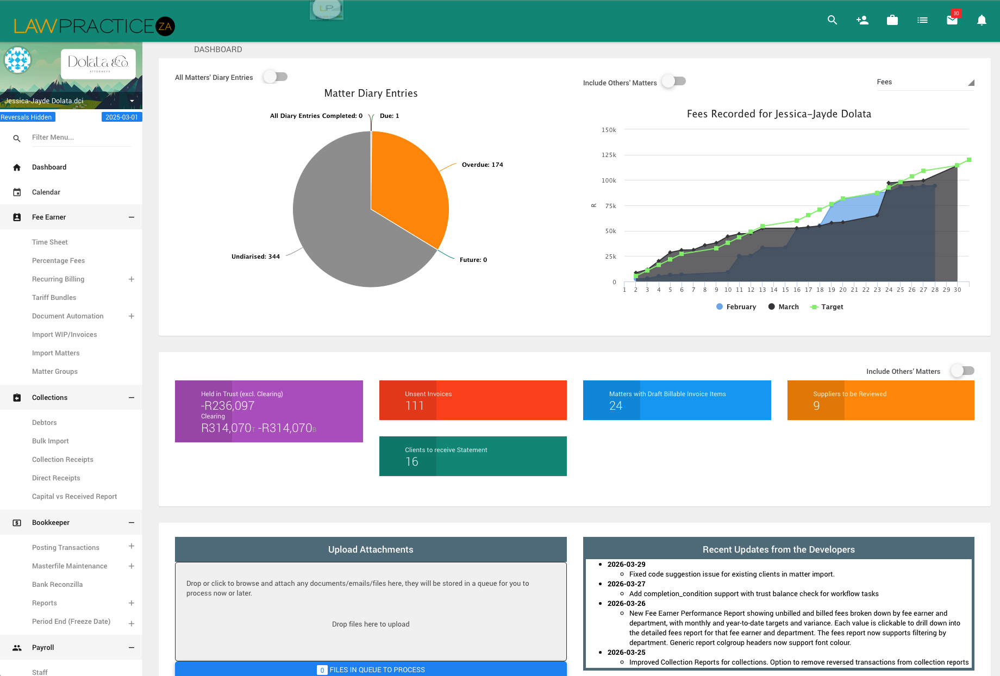 LP
LAWPRACTICE ZA
30
Dolata & Co.
ATTORNEYS
Jessica-Jayde Dolata.dci
Reversals Hidden
2025-03-01
Filter Menu...
Dashboard
Calendar
Fee Earner
Time Sheet
Percentage Fees
Recurring Billing
Tariff Bundles
Document Automation
Import WIP/Invoices
Import Matters
Matter Groups
Collections
Debtors
Bulk Import
Collection Receipts
Direct Receipts
Capital vs Received Report
Bookkeeper
Posting Transactions
Masterfile Maintenance
Bank Reconzilla
Reports
Period End (Freeze Date)
Payroll
Staff
DASHBOARD
All Matters' Diary Entries
Matter Diary Entries
All Diary Entries Completed: 0
Due: 1
Overdue: 174
Undiarised: 344
Future: 0
Include Others' Matters
Fees
Fees Recorded for Jessica-Jayde Dolata
150k
125k
100k
75k
50k
25k
0
R
1 2 3 4 5 6 7 8 9 10 11 12 13 14 15 16 17 18 19 20 21 22 23 24 25 26 27 28 29 30
February March Target
Include Others' Matters
Held in Trust (excl. Clearing)
-R236,097
Clearing
R314,070T -R314,070B
Unsent Invoices
111
Matters with Draft Billable Invoice Items
24
Suppliers to be Reviewed
9
Clients to receive Statement
16
Upload Attachments
Drop or click to browse and attach any documents/emails/files here, they will be stored in a queue for you to
process now or later.
Drop files here to upload
0 FILES IN QUEUE TO PROCESS
Recent Updates from the Developers
2026-03-29
Fixed code suggestion issue for existing clients in matter import.
2026-03-27
Add completion_condition support with trust balance check for workflow tasks
2026-03-26
New Fee Earner Performance Report showing unbilled and billed fees broken down by fee earner and
department, with monthly and year-to-date targets and variance. Each value is clickable to drill down into
the detailed fees report for that fee earner and department. The fees report now supports filtering by
department. Generic report colgroup headers now support font colour.
2026-03-25
Improved Collection Reports for collections. Option to remove reversed transactions from collection reports